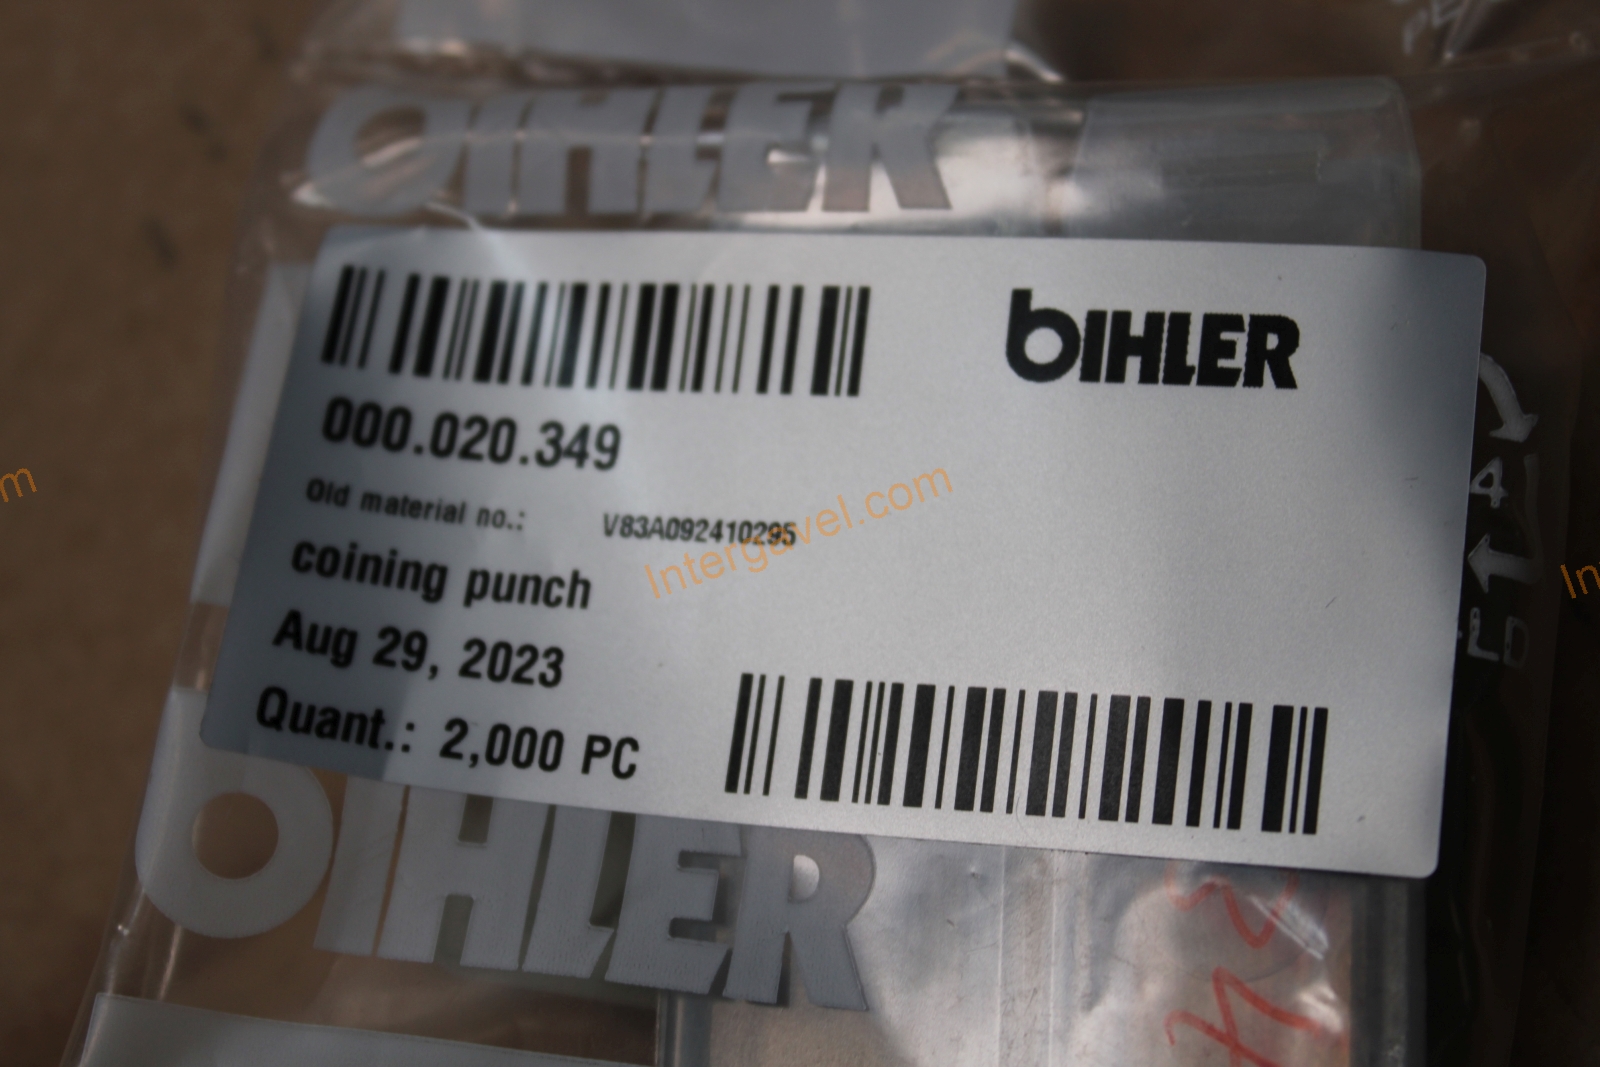 bIHLER
bIHLER
000.020.349
Old material no.: V83A092410295
coining punch
Aug 29, 2023
Quant.: 2,000 PC
bIHLER
Intergavel.com